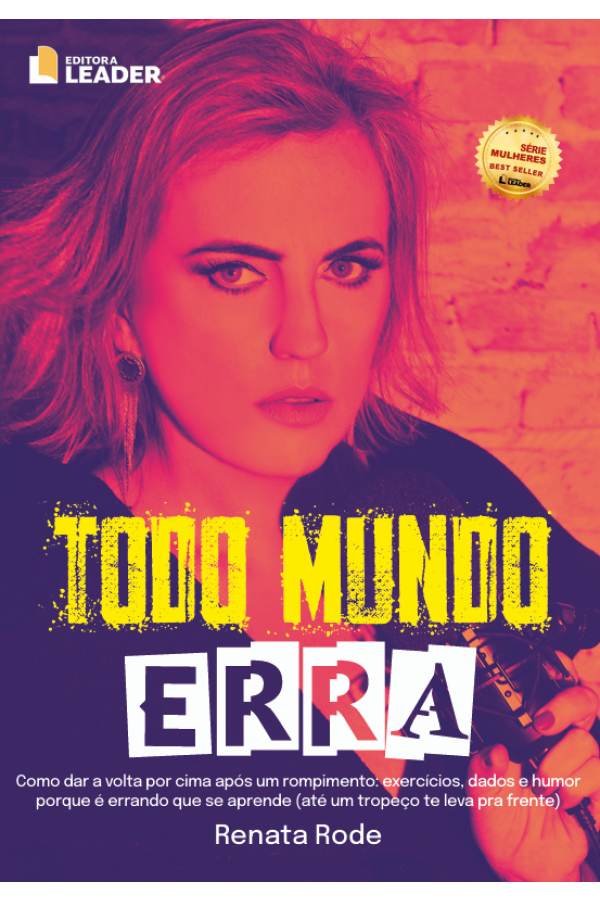 EDITORA
LEADER
SÉRIE
MULHERES
BEST SELLER
LEADER
TODO MUNDO
ERRA
Como dar a volta por cima após um rompimento: exercícios, dados e humor
porque é errando que se aprende (até um tropeço te leva pra frente)
Renata Rode